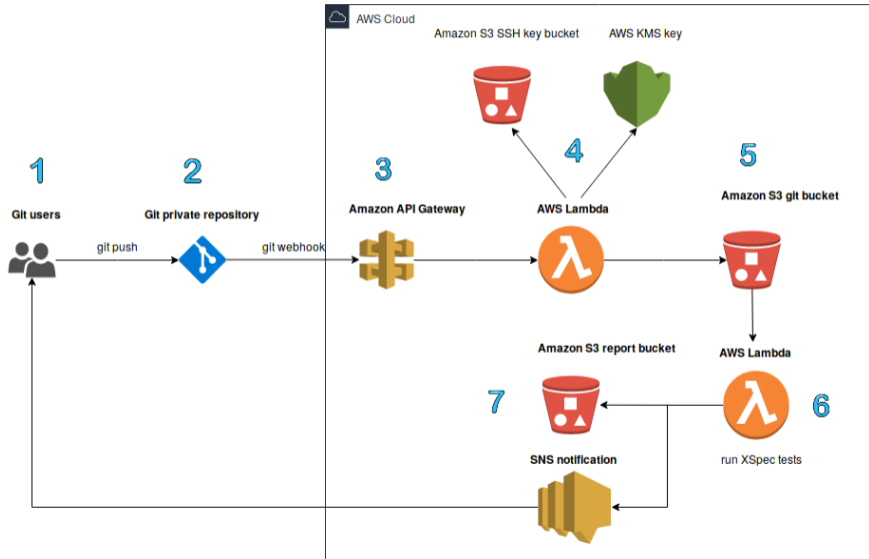 AWS Cloud
Amazon S3 SSH key bucket
AWS KMS key
1
2
3
4
5
Git users
Git private repository
Amazon API Gateway
AWS Lambda
Amazon S3 git bucket
git push
git webhook
Amazon S3 report bucket
AWS Lambda
7
6
SNS notification
run XSpec tests